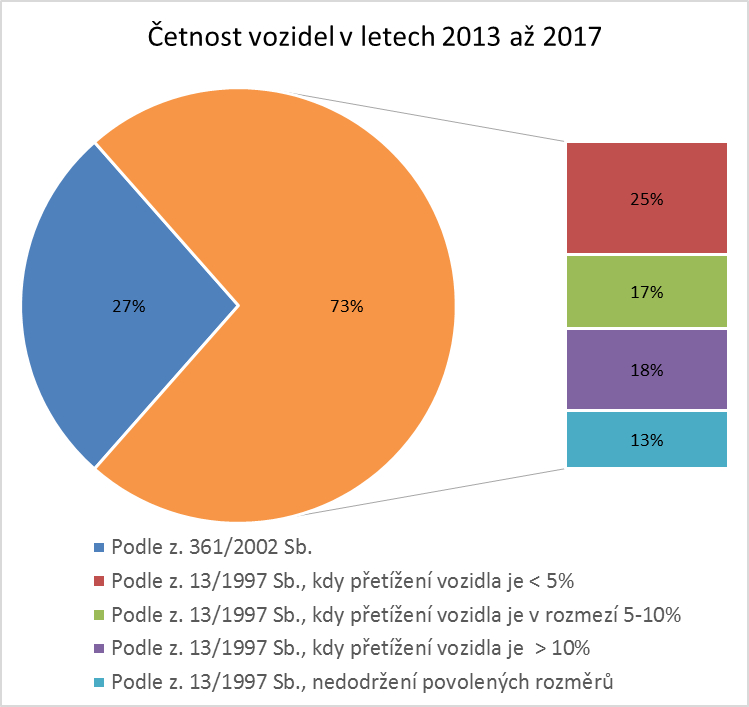 Četnost vozidel v letech 2013 až 2017
25%
27%
73%
17%
18%
13%
Podle z. 361/2002 Sb.
Podle z. 13/1997 Sb., kdy přetížení vozidla je < 5%
Podle z. 13/1997 Sb., kdy přetížení vozidla je v rozmezí 5-10%
Podle z. 13/1997 Sb., kdy přetížení vozidla je  > 10%
Podle z. 13/1997 Sb., nedodržení povolených rozměrů